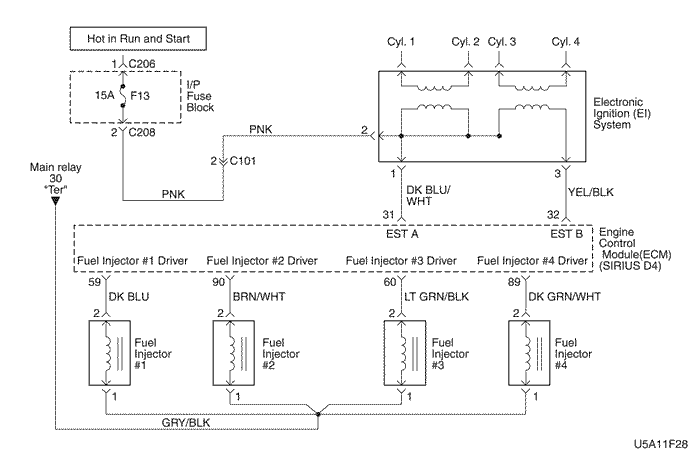 Hot in Run and Start
Cyl. 1
Cyl. 2
Cyl. 3
Cyl. 4
1
C206
15A
F13
I/P
Fuse
Block
2
C208
PNK
2
Electronic
Ignition (EI)
System
2
C101
PNK
Main relay
30
"Ter"
1
3
DK BLU/
WHT
YEL/BLK
31
32
EST A
EST B
Engine
Control
Module(ECM)
(SIRIUS D4)
Fuel Injector #1 Driver
Fuel Injector #2 Driver
Fuel Injector #3 Driver
Fuel Injector #4 Driver
59
90
60
89
DK BLU
BRN/WHT
LT GRN/BLK
DK GRN/WHT
2
2
2
2
Fuel
Injector
#1
Fuel
Injector
#2
Fuel
Injector
#3
Fuel
Injector
#4
1
1
1
1
GRY/BLK
U5A11F28